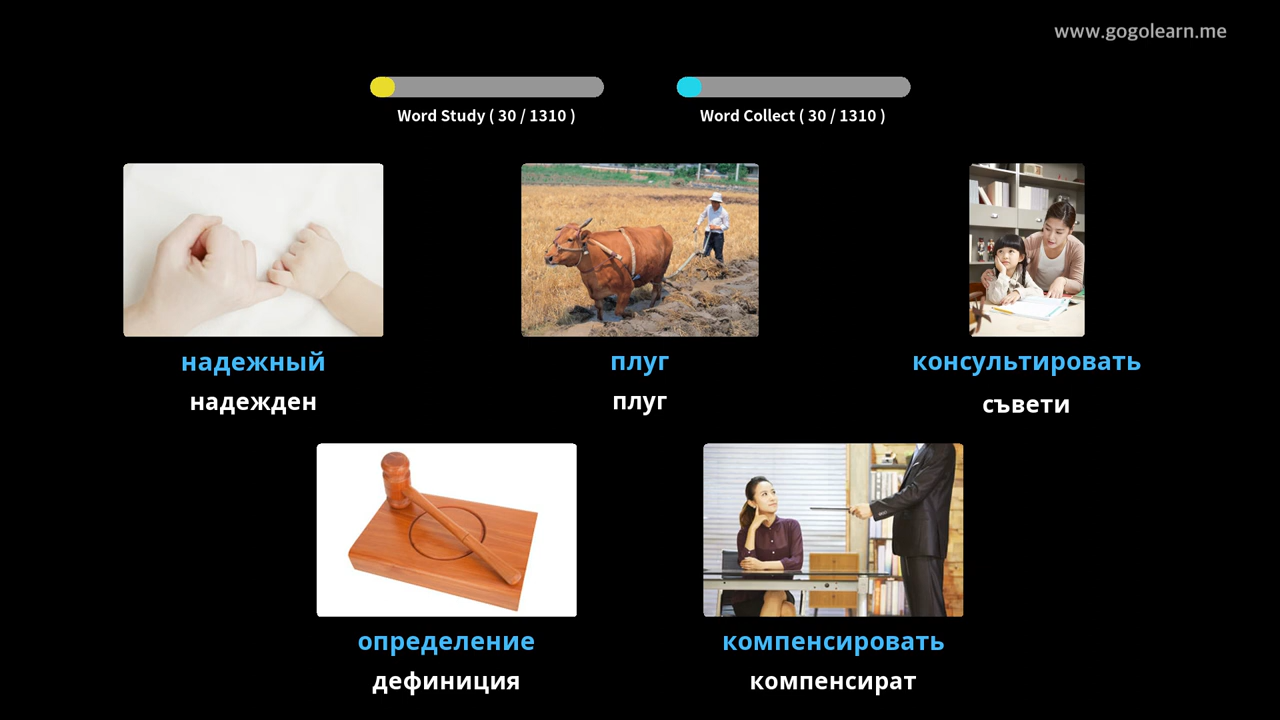 www.gogolearn.me
Word Study ( 30 / 1310 )
Word Collect ( 30 / 1310 )
надежный
надежден
плуг
плуг
консультировать
съвети
определение
дефиниция
компенсировать
компенсират